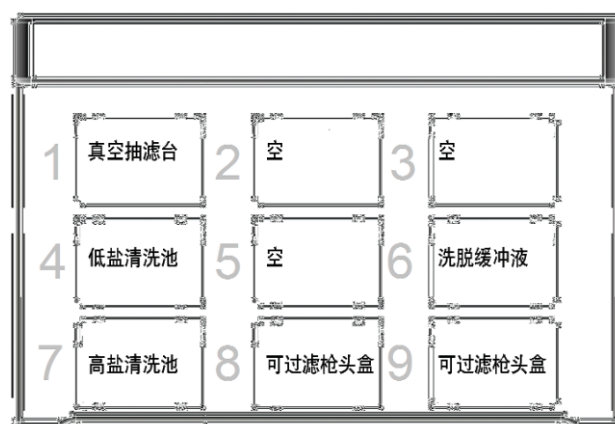 1 真空抽滤台 2 空 3 空
4 低盐清洗池 5 空 6 洗脱缓冲液
7 高盐清洗池 8 可过滤枪头盒 9 可过滤枪头盒